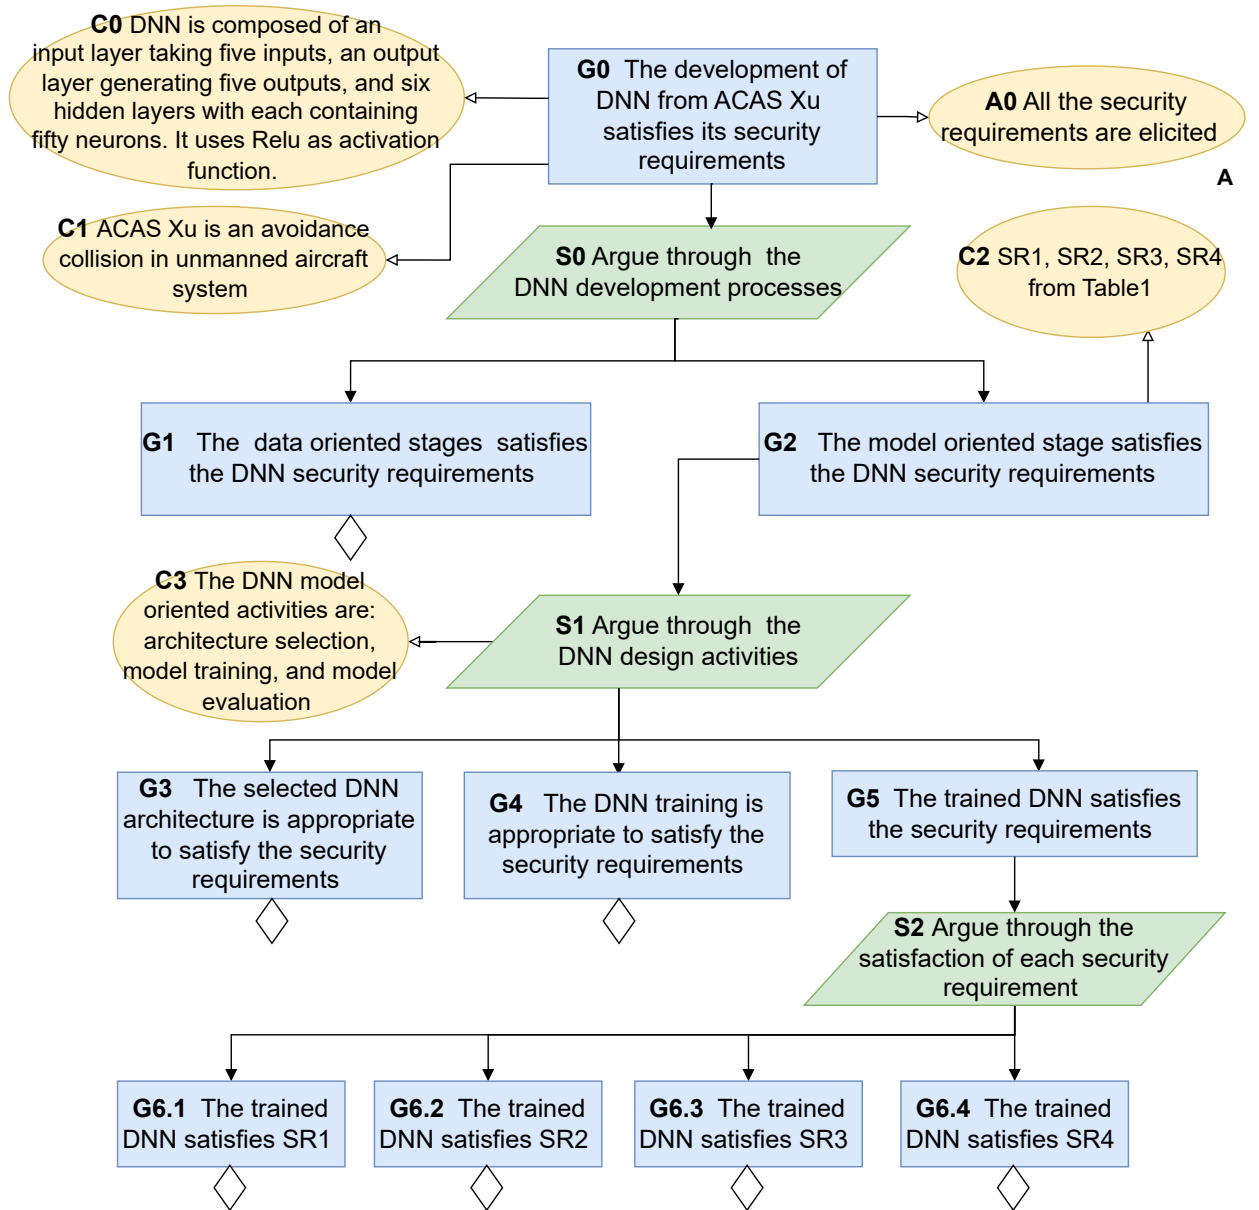 C0 DNN is composed of an
input layer taking five inputs, an output
layer generating five outputs, and six
hidden layers with each containing
fifty neurons. It uses Relu as activation
function.
G0 The development of
DNN from ACAS Xu
satisfies its security
requirements
A0 All the security
requirements are elicited
A
C1 ACAS Xu is an avoidance
collision in unmanned aircraft
system
S0 Argue through the
DNN development processes
C2 SR1, SR2, SR3, SR4
from Table1
G1 The data oriented stages satisfies
the DNN security requirements
G2 The model oriented stage satisfies
the DNN security requirements
C3 The DNN model
oriented activities are:
architecture selection,
model training, and model
evaluation
S1 Argue through the
DNN design activities
G3 The selected DNN
architecture is appropriate
to satisfy the security
requirements
G4 The DNN training is
appropriate to satisfy the
security requirements
G5 The trained DNN satisfies
the security requirements
S2 Argue through the
satisfaction of each security
requirement
G6.1 The trained
DNN satisfies SR1
G6.2 The trained
DNN satisfies SR2
G6.3 The trained
DNN satisfies SR3
G6.4 The trained
DNN satisfies SR4